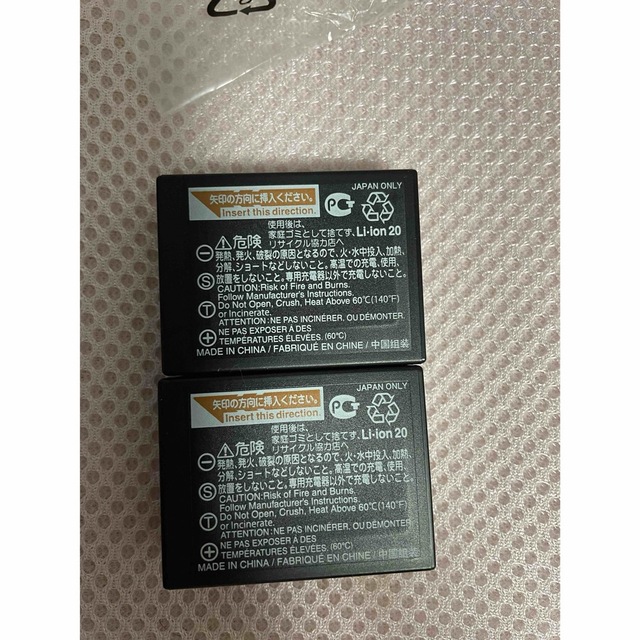 JAPAN ONLY
矢印の方向に挿入ください。
Insert this direction.
使用後は、
家庭ゴミとして捨てず、 Li-ion 20
⚠危険 リサイクル協力店へ
− 発熱、発火、破裂の原因となるので、火・水中投入、加熱、
分解、ショートなどしないこと。高温での充電、使用、
S 放置をしないこと。専用充電器以外で充電しないこと。
CAUTION:Risk of Fire and Burns.
Follow Manufacturer's Instructions.
T Do Not Open, Crush, Heat Above 60℃(140°F)
or Incinerate.
ATTENTION:NE PAS INCINÉRER, OU DÉMONTER.
NE PAS EXPOSER À DES
+ TEMPÉRATURES ÉLEVÉES. (60℃)
MADE IN CHINA / FABRIQUÉ EN CHINE / 中国組装
JAPAN ONLY
矢印の方向に挿入ください。
Insert this direction.
使用後は、
家庭ゴミとして捨てず、 Li-ion 20
⚠危険 リサイクル協力店へ
− 発熱、発火、破裂の原因となるので、火・水中投入、加熱、
分解、ショートなどしないこと。高温での充電、使用、
S 放置をしないこと。専用充電器以外で充電しないこと。
CAUTION:Risk of Fire and Burns.
Follow Manufacturer's Instructions.
T Do Not Open, Crush, Heat Above 60℃(140°F)
or Incinerate.
ATTENTION:NE PAS INCINÉRER, OU DÉMONTER.
NE PAS EXPOSER À DES
+ TEMPÉRATURES ÉLEVÉES. (60℃)
MADE IN CHINA / FABRIQUÉ EN CHINE / 中国組装